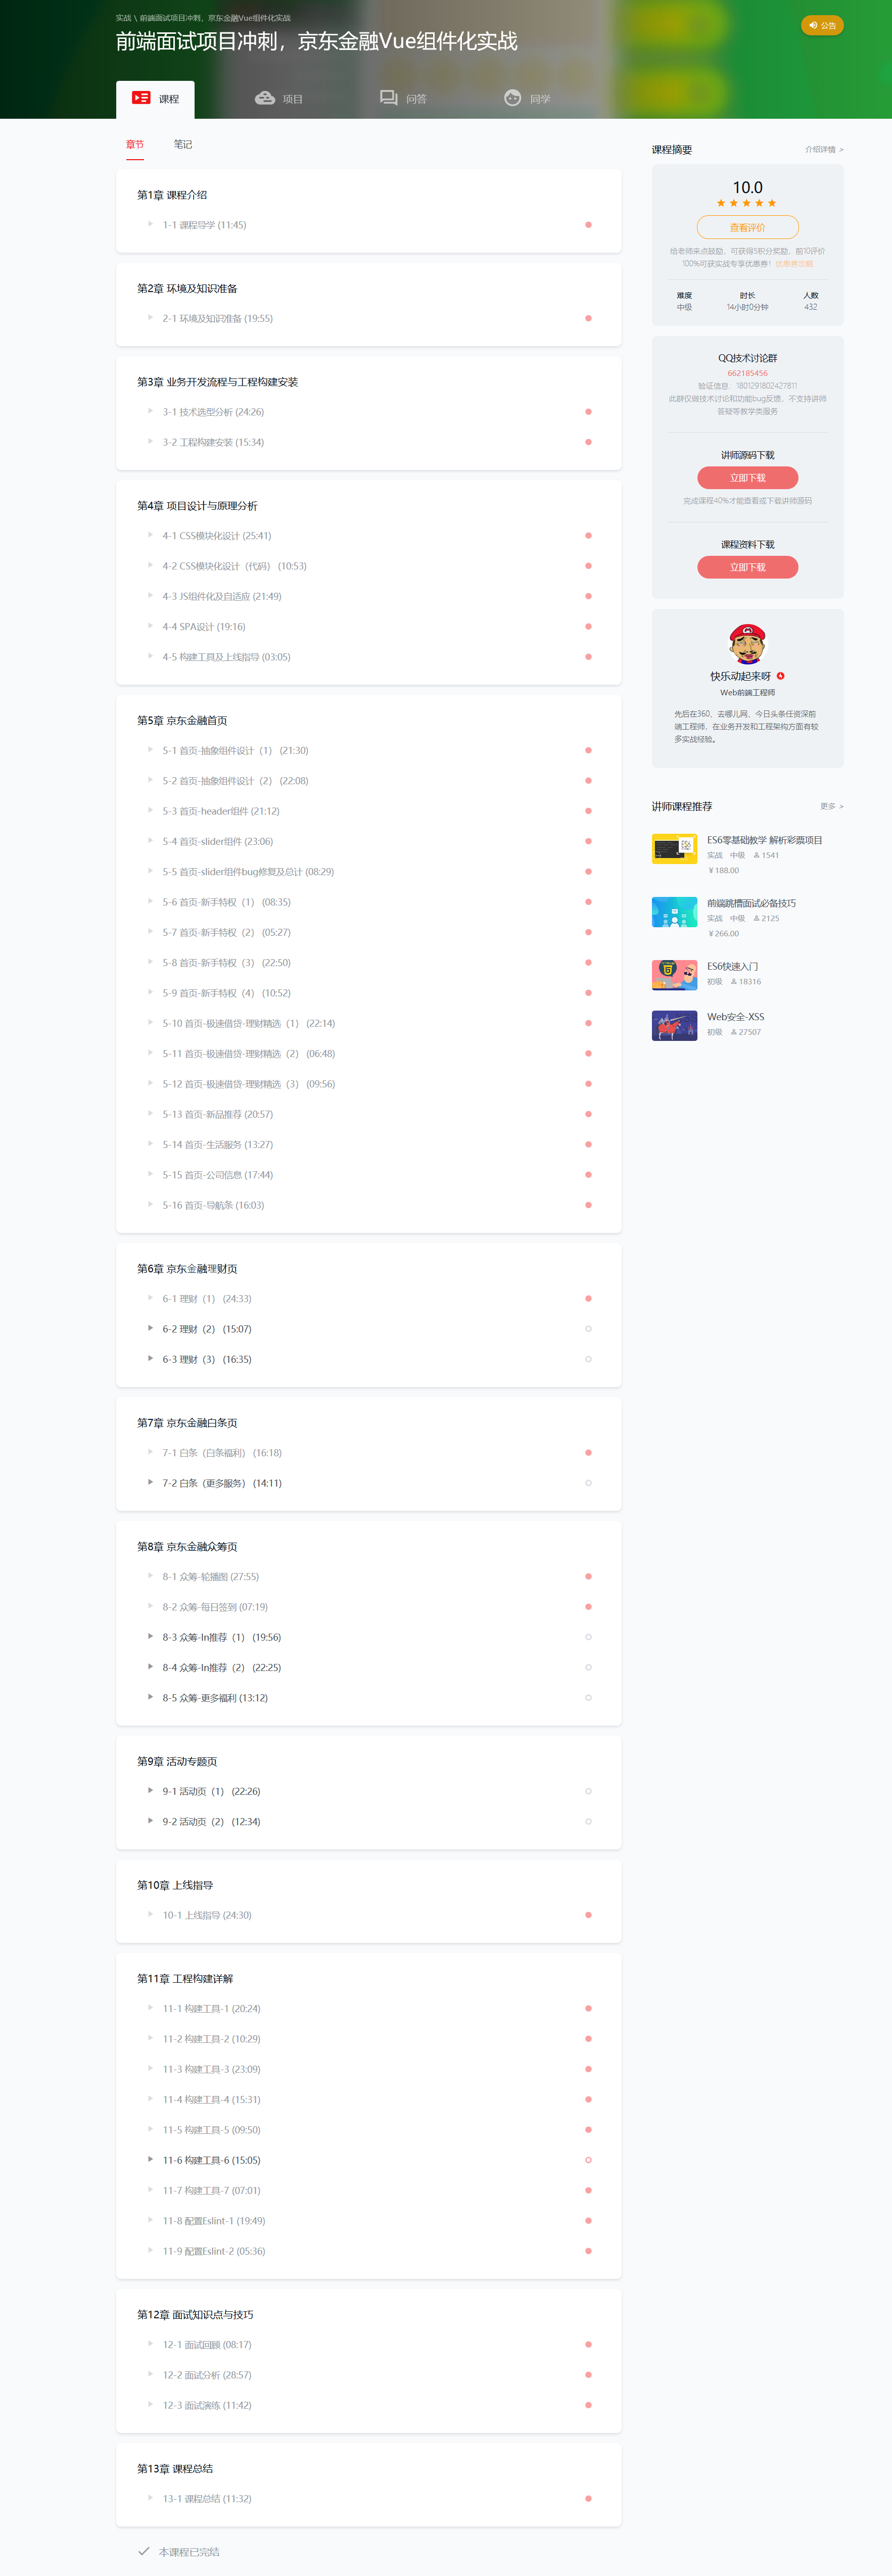 实战 \ 前端面试项目冲刺，京东金融Vue组件化实战
前端面试项目冲刺，京东金融Vue组件化实战
公告
课程
项目
问答
同学
章节
笔记
第1章 课程介绍
1-1 课程导学 (11:45)
第2章 环境及知识准备
2-1 环境及知识准备 (19:55)
第3章 业务开发流程与工程构建安装
3-1 技术选型分析 (24:26)
3-2 工程构建安装 (15:34)
第4章 项目设计与原理分析
4-1 CSS模块化设计 (25:41)
4-2 CSS模块化设计（代码） (10:53)
4-3 JS组件化及自适应 (21:49)
4-4 SPA设计 (19:16)
4-5 构建工具及上线指导 (03:05)
第5章 京东金融首页
5-1 首页-抽象组件设计（1） (21:30)
5-2 首页-抽象组件设计（2） (22:08)
5-3 首页-header组件 (21:12)
5-4 首页-slider组件 (23:06)
5-5 首页-slider组件bug修复及总计 (08:29)
5-6 首页-新手特权（1） (08:35)
5-7 首页-新手特权（2） (05:27)
5-8 首页-新手特权（3） (22:50)
5-9 首页-新手特权（4） (10:52)
5-10 首页-极速借贷-理财精选（1） (22:14)
5-11 首页-极速借贷-理财精选（2） (06:48)
5-12 首页-极速借贷-理财精选（3） (09:56)
5-13 首页-新品推荐 (20:57)
5-14 首页-生活服务 (13:27)
5-15 首页-公司信息 (17:44)
5-16 首页-导航条 (16:03)
第6章 京东金融理财页
6-1 理财（1） (24:33)
6-2 理财（2） (15:07)
6-3 理财（3） (16:35)
第7章 京东金融白条页
7-1 白条（白条福利） (16:18)
7-2 白条（更多服务） (14:11)
第8章 京东金融众筹页
8-1 众筹-轮播图 (27:55)
8-2 众筹-每日签到 (07:19)
8-3 众筹-In推荐（1） (19:56)
8-4 众筹-In推荐（2） (22:25)
8-5 众筹-更多福利 (13:12)
第9章 活动专题页
9-1 活动页（1） (22:26)
9-2 活动页（2） (12:34)
第10章 上线指导
10-1 上线指导 (24:30)
第11章 工程构建详解
11-1 构建工具-1 (20:24)
11-2 构建工具-2 (10:29)
11-3 构建工具-3 (23:09)
11-4 构建工具-4 (15:31)
11-5 构建工具-5 (09:50)
11-6 构建工具-6 (15:05)
11-7 构建工具-7 (07:01)
11-8 配置Eslint-1 (19:49)
11-9 配置Eslint-2 (05:36)
第12章 面试知识点与技巧
12-1 面试回顾 (08:17)
12-2 面试分析 (28:57)
12-3 面试演练 (11:42)
第13章 课程总结
13-1 课程总结 (11:32)
本课程已完结
课程摘要
介绍详情 >
10.0
查看评价
给老师来点鼓励，可获得5积分奖励，前10评价
100%可获实战专享优惠券！优惠券攻略
难度
时长
人数
中级
14小时0分钟
432
QQ技术讨论群
662185456
验证信息：1801291802427811
此群仅做技术讨论和功能bug反馈，不支持讲师
答疑等教学类服务
讲师源码下载
立即下载
完成课程40%才能查看或下载讲师源码
课程资料下载
立即下载
快乐动起来呀
Web前端工程师
先后在360、去哪儿网、今日头条任资深前
端工程师，在业务开发和工程架构方面有较
多实战经验。
讲师课程推荐
更多 >
ES6零基础教学 解析彩票项目
实战 中级 1541
￥188.00
前端跳槽面试必备技巧
实战 中级 2125
￥266.00
ES6快速入门
初级 18316
Web安全-XSS
初级 27507